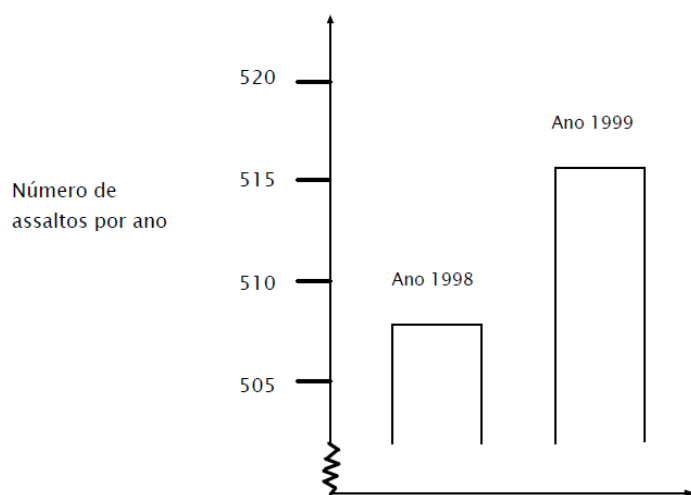 520
Ano 1999
515
Número de
assaltos por ano
510
Ano 1998
505